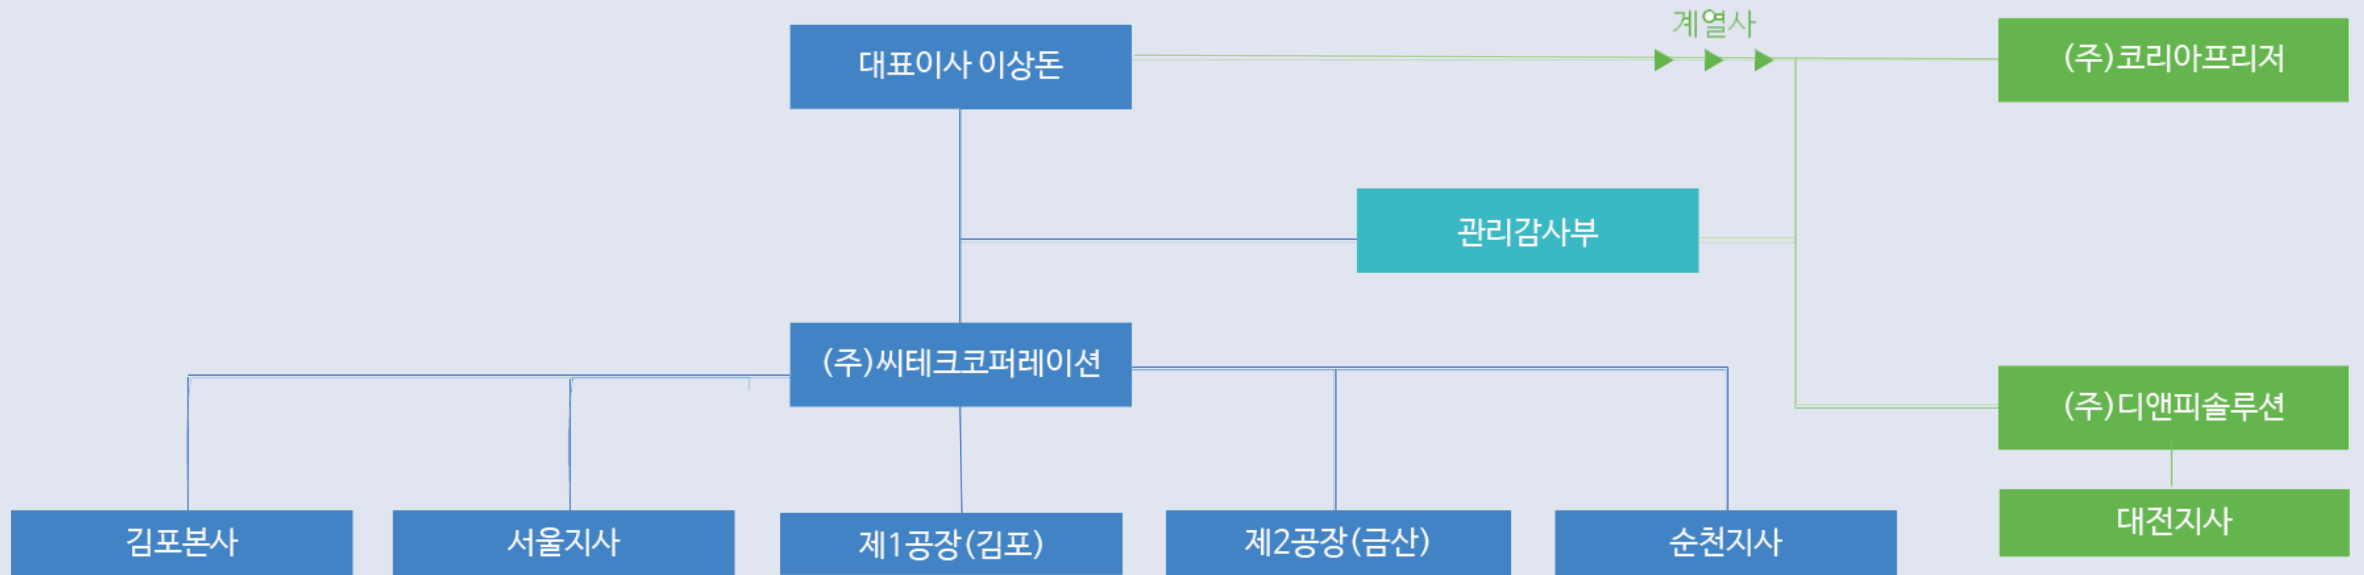 계열사
대표이사 이상돈
(주)코리아프리저
관리감사부
(주)씨테크코퍼레이션
(주)디앤피솔루션
김포본사
서울지사
제1공장(김포)
제2공장(금산)
순천지사
대전지사